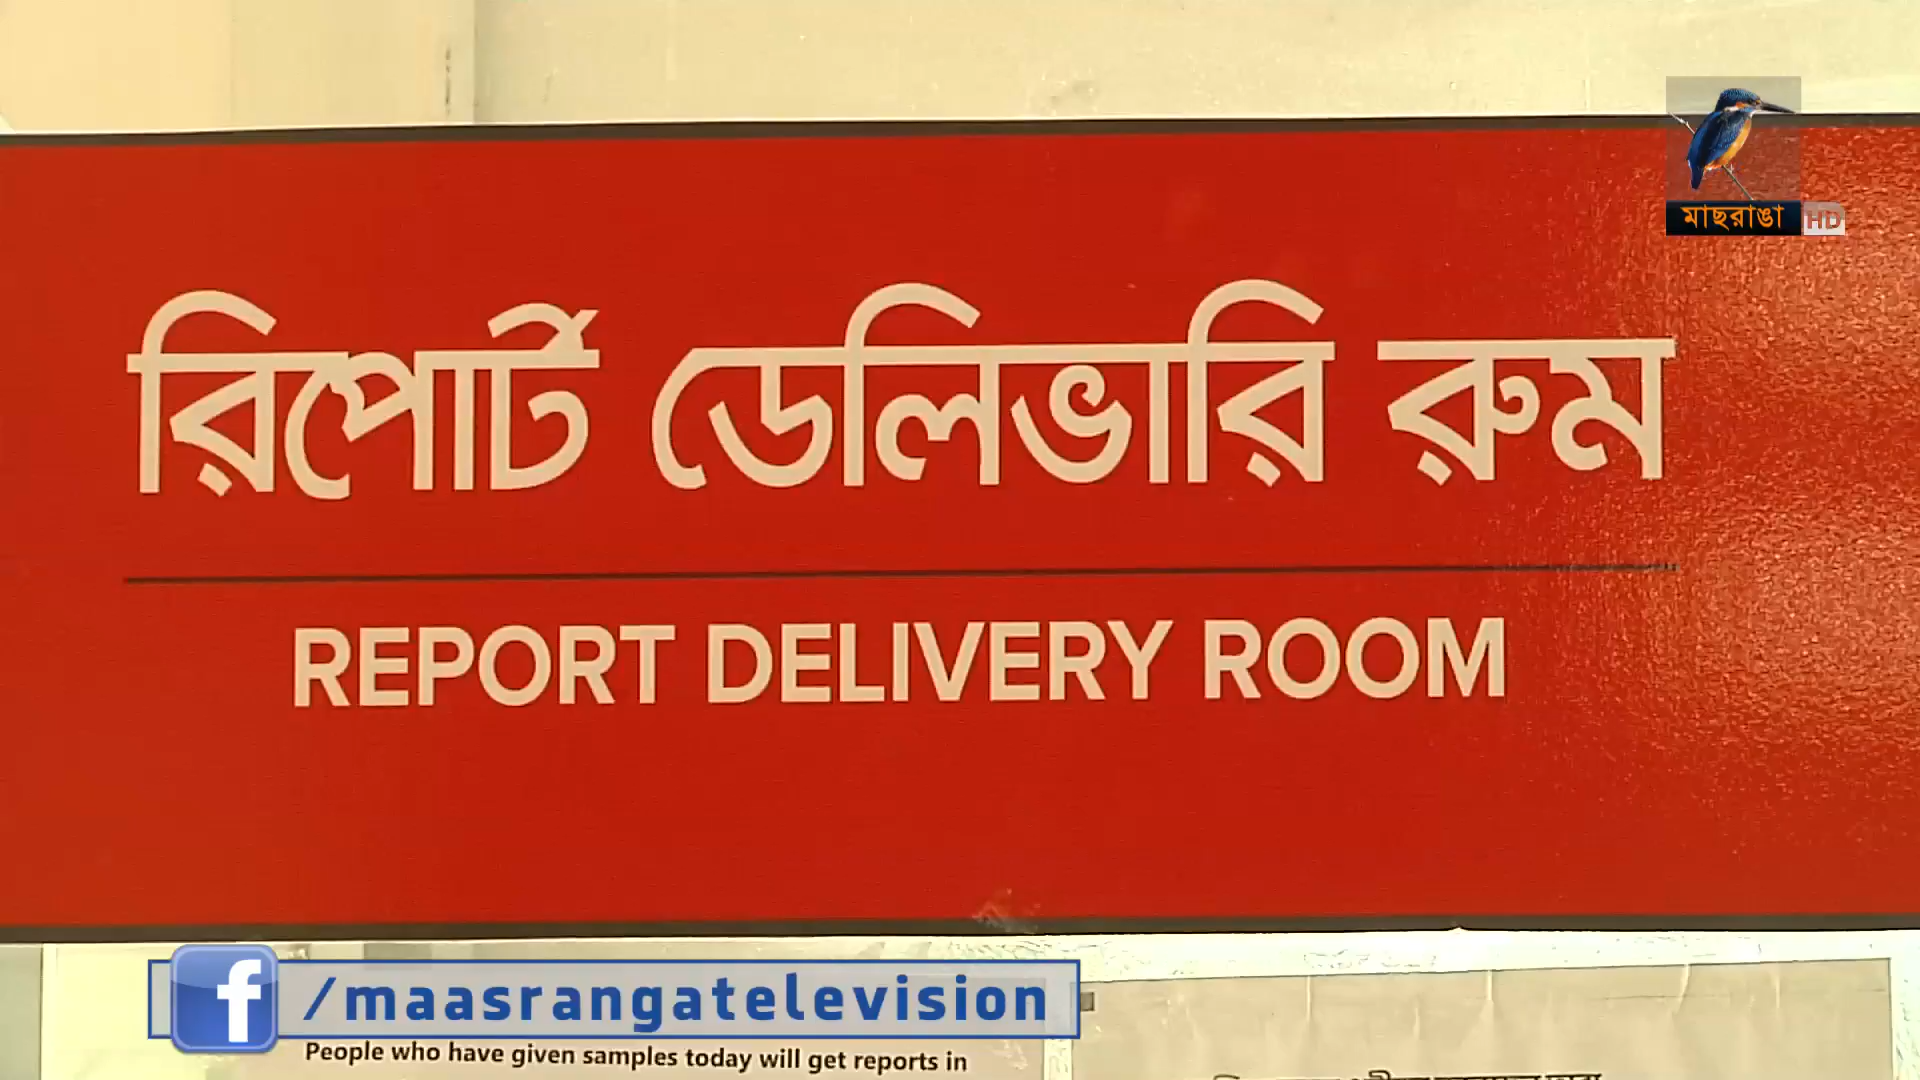 মাছরাঙা HD
রিপোর্ট ডেলিভারি রুম
REPORT DELIVERY ROOM
/maasrangatelevision
People who have given samples today will get reports in